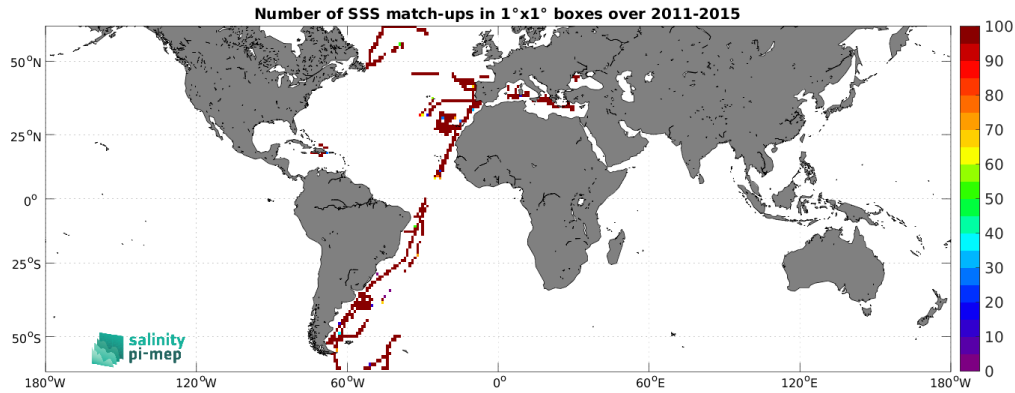 Number of SSS match-ups in 1°x1° boxes over 2011-2015
50°N
25°N
0°
25°S
50°S
180°W
120°W
60°W
0°
60°E
120°E
180°W
100
90
80
70
60
50
40
30
20
10
0
salinity
pi-mep